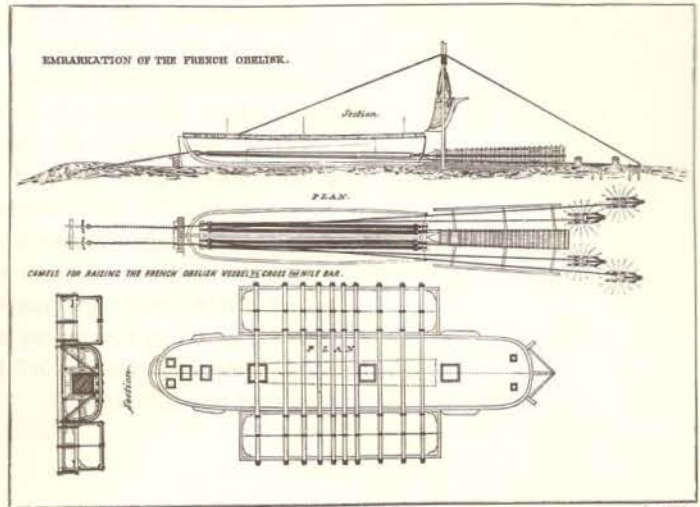 EMBARKATION OF THE FRENCH OBELISK.
Section.
PLAN.
CAMELS FOR RAISING THE FRENCH OBELISK VESSEL TO CROSS THE NILE BAR.
PLAN
Section.